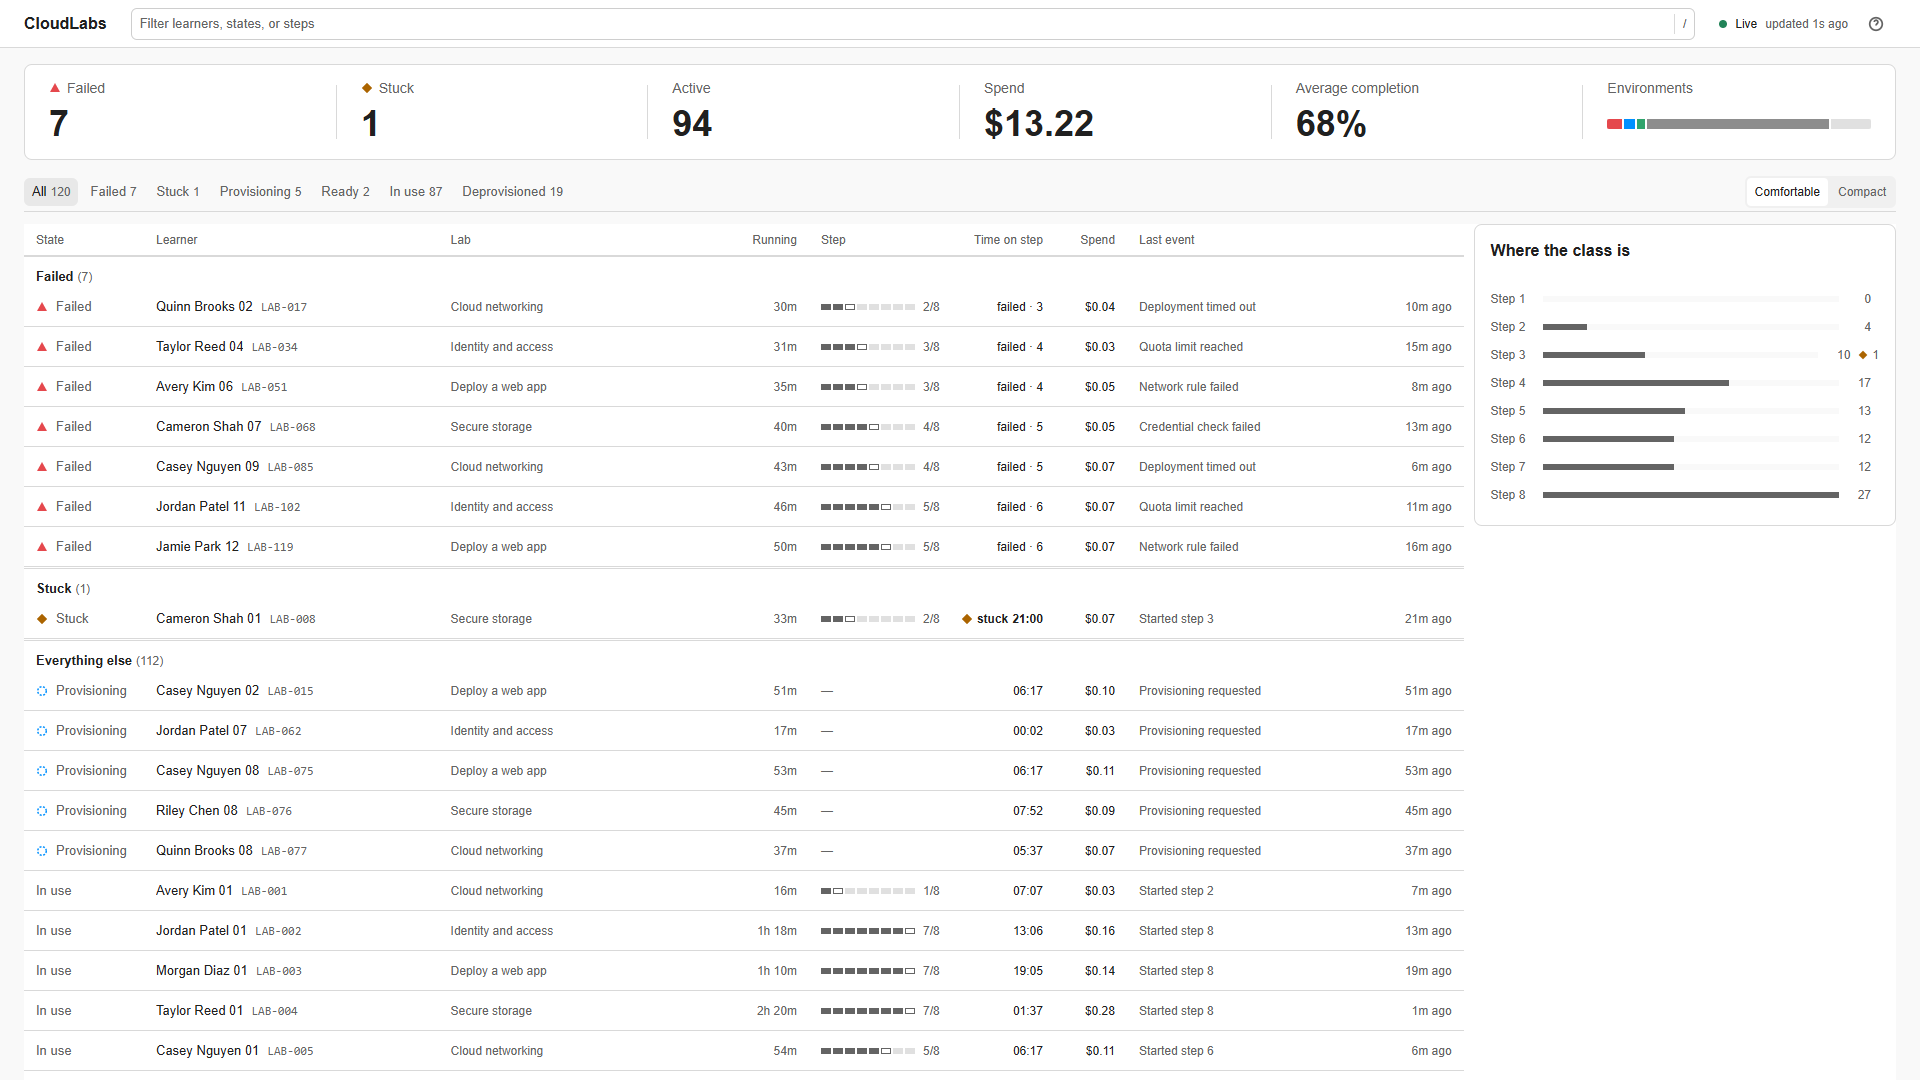 CloudLabs
Filter learners, states, or steps /
Live updated 1s ago
Failed Stuck Active Spend Average completion Environments
7 1 94 $13.22 68%
All 120 Failed 7 Stuck 1 Provisioning 5 Ready 2 In use 87 Deprovisioned 19 Comfortable Compact
State Learner Lab Running Step Time on step Spend Last event
Failed (7)
Failed Quinn Brooks 02 LAB-017 Cloud networking 30m 2/8 failed · 3 $0.04 Deployment timed out 10m ago
Failed Taylor Reed 04 LAB-034 Identity and access 31m 3/8 failed · 4 $0.03 Quota limit reached 15m ago
Failed Avery Kim 06 LAB-051 Deploy a web app 35m 3/8 failed · 4 $0.05 Network rule failed 8m ago
Failed Cameron Shah 07 LAB-068 Secure storage 40m 4/8 failed · 5 $0.05 Credential check failed 13m ago
Failed Casey Nguyen 09 LAB-085 Cloud networking 43m 4/8 failed · 5 $0.07 Deployment timed out 6m ago
Failed Jordan Patel 11 LAB-102 Identity and access 46m 5/8 failed · 6 $0.07 Quota limit reached 11m ago
Failed Jamie Park 12 LAB-119 Deploy a web app 50m 5/8 failed · 6 $0.07 Network rule failed 16m ago
Stuck (1)
Stuck Cameron Shah 01 LAB-008 Secure storage 33m 2/8 stuck 21:00 $0.07 Started step 3 21m ago
Everything else (112)
Provisioning Casey Nguyen 02 LAB-015 Deploy a web app 51m — 06:17 $0.10 Provisioning requested 51m ago
Provisioning Jordan Patel 07 LAB-062 Identity and access 17m — 00:02 $0.03 Provisioning requested 17m ago
Provisioning Casey Nguyen 08 LAB-075 Deploy a web app 53m — 06:17 $0.11 Provisioning requested 53m ago
Provisioning Riley Chen 08 LAB-076 Secure storage 45m — 07:52 $0.09 Provisioning requested 45m ago
Provisioning Quinn Brooks 08 LAB-077 Cloud networking 37m — 05:37 $0.07 Provisioning requested 37m ago
In use Avery Kim 01 LAB-001 Cloud networking 16m 1/8 07:07 $0.03 Started step 2 7m ago
In use Jordan Patel 01 LAB-002 Identity and access 1h 18m 7/8 13:06 $0.16 Started step 8 13m ago
In use Morgan Diaz 01 LAB-003 Deploy a web app 1h 10m 7/8 19:05 $0.14 Started step 8 19m ago
In use Taylor Reed 01 LAB-004 Secure storage 2h 20m 7/8 01:37 $0.28 Started step 8 1m ago
In use Casey Nguyen 01 LAB-005 Cloud networking 54m 5/8 06:17 $0.11 Started step 6 6m ago
Where the class is
Step 1 0
Step 2 4
Step 3 10 1
Step 4 17
Step 5 13
Step 6 12
Step 7 12
Step 8 27